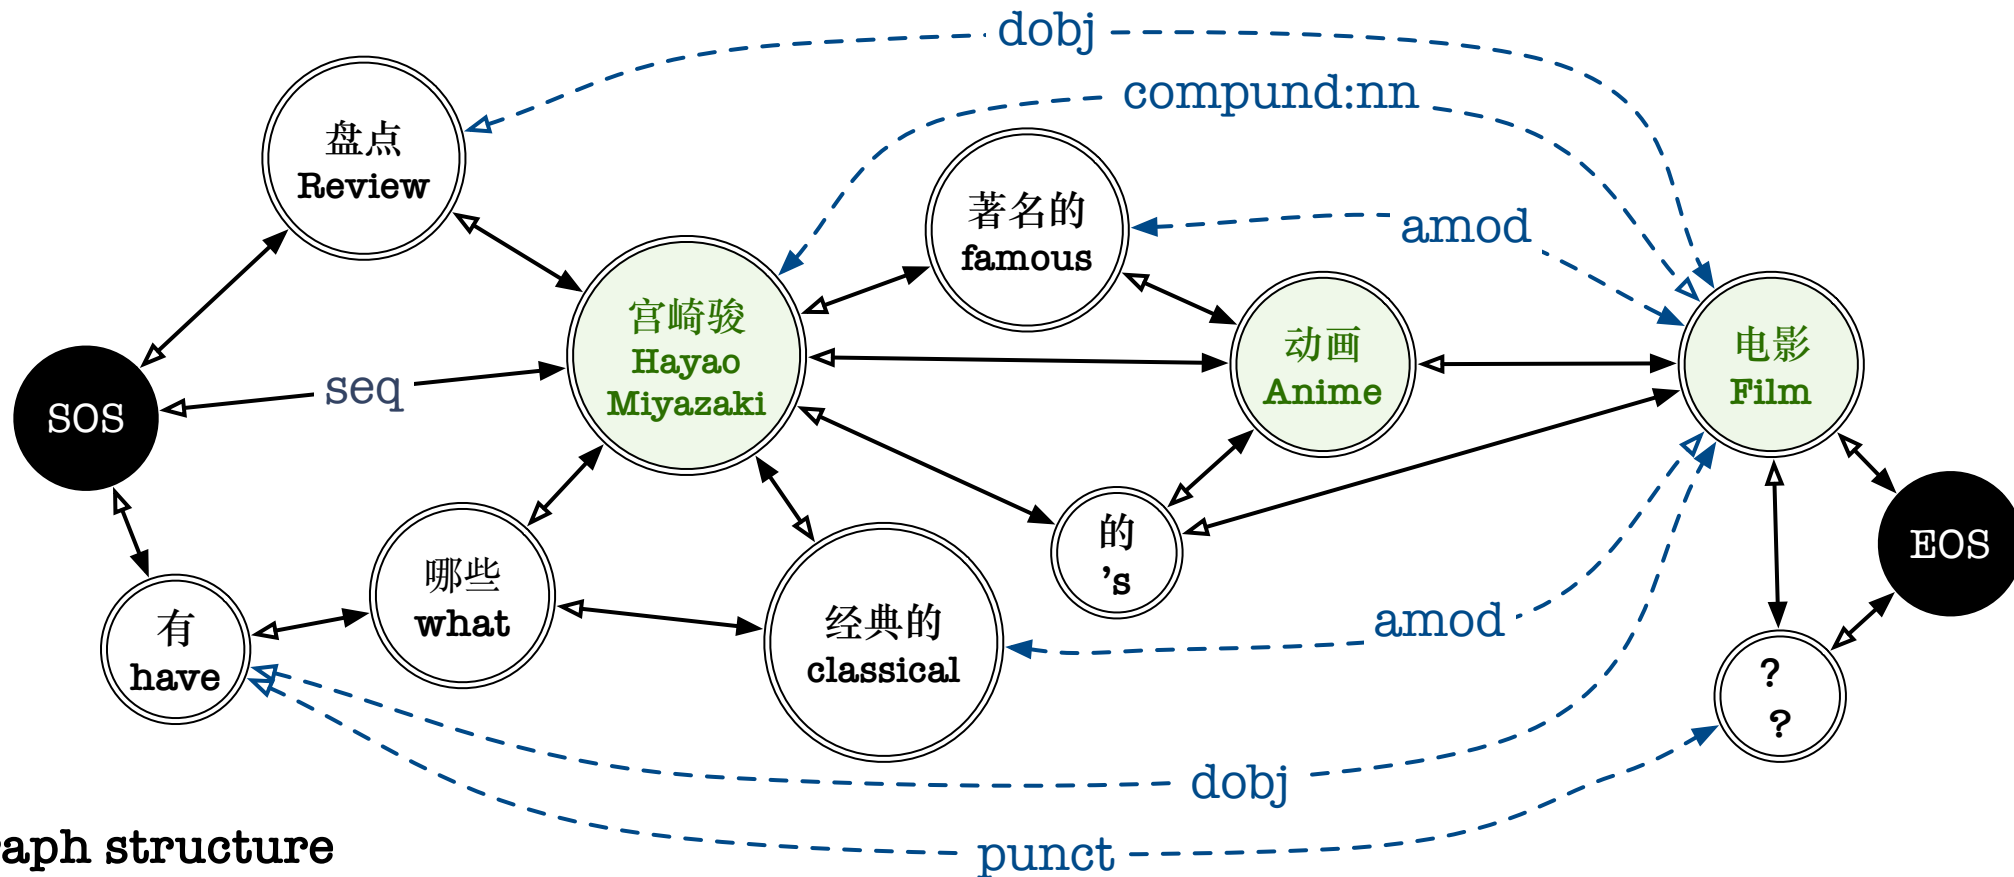 dobj
compund:nn
盘点
Review
著名的
famous
amod
宫崎骏
Hayao
Miyazaki
动画
Anime
电影
Film
seq
SOS
的
's
EOS
哪些
what
经典的
classical
amod
有
have
?
?
dobj
punct
aph structure